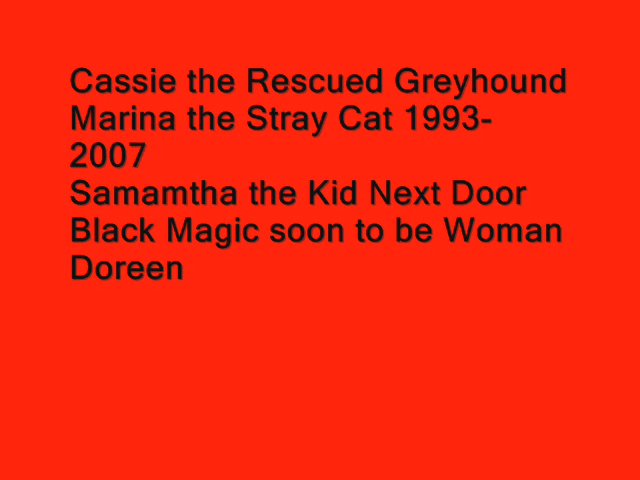 Cassie the Rescued Greyhound
Marina the Stray Cat 1993-
2007
Samamtha the Kid Next Door
Black Magic soon to be Woman
Doreen